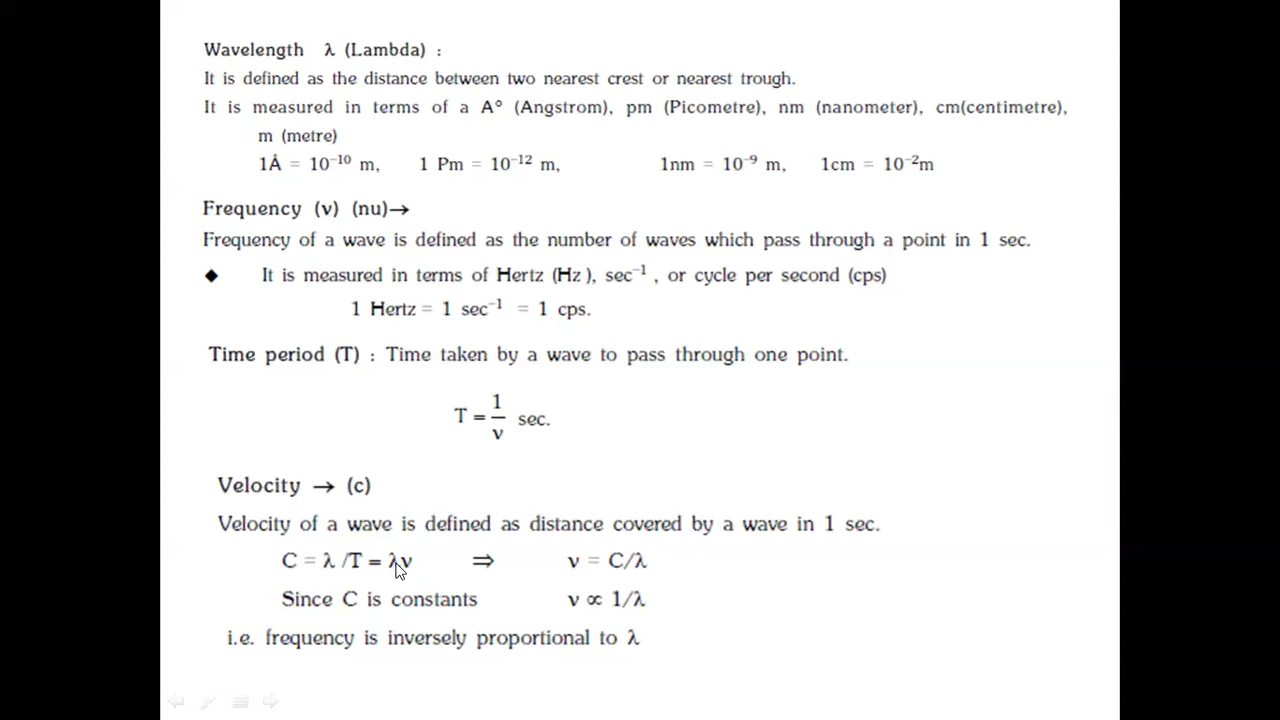 Wavelength λ (Lambda) :
It is defined as the distance between two nearest crest or nearest trough.
It is measured in terms of a A° (Angstrom), pm (Picometre), nm (nanometer), cm(centimetre),
m (metre)
1Å = 10⁻¹⁰ m, 1 Pm = 10⁻¹² m, 1nm = 10⁻⁹ m, 1cm = 10⁻²m
Frequency (ν) (nu)→
Frequency of a wave is defined as the number of waves which pass through a point in 1 sec.
◆ It is measured in terms of Hertz (Hz ), sec⁻¹ , or cycle per second (cps)
1 Hertz = 1 sec⁻¹ = 1 cps.
Time period (T) : Time taken by a wave to pass through one point.
T = 1/ν sec.
Velocity → (c)
Velocity of a wave is defined as distance covered by a wave in 1 sec.
C = λ /T = λν ⇒ ν = C/λ
Since C is constants ν ∝ 1/λ
i.e. frequency is inversely proportional to λ